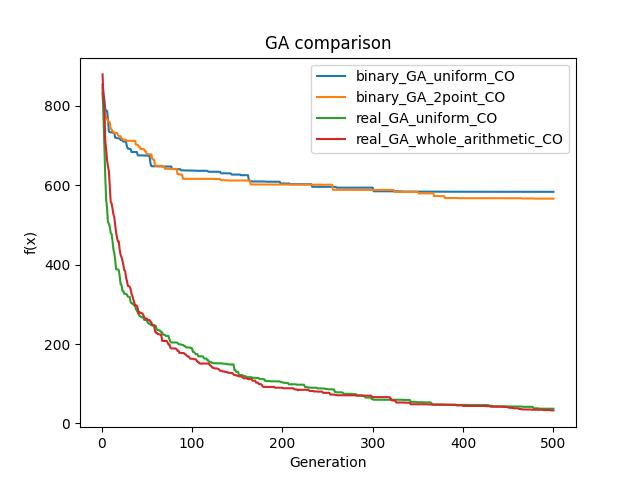 GA comparison
binary_GA_uniform_CO
binary_GA_2point_CO
real_GA_uniform_CO
real_GA_whole_arithmetic_CO
f(x)
800
600
400
200
0
0 100 200 300 400 500
Generation